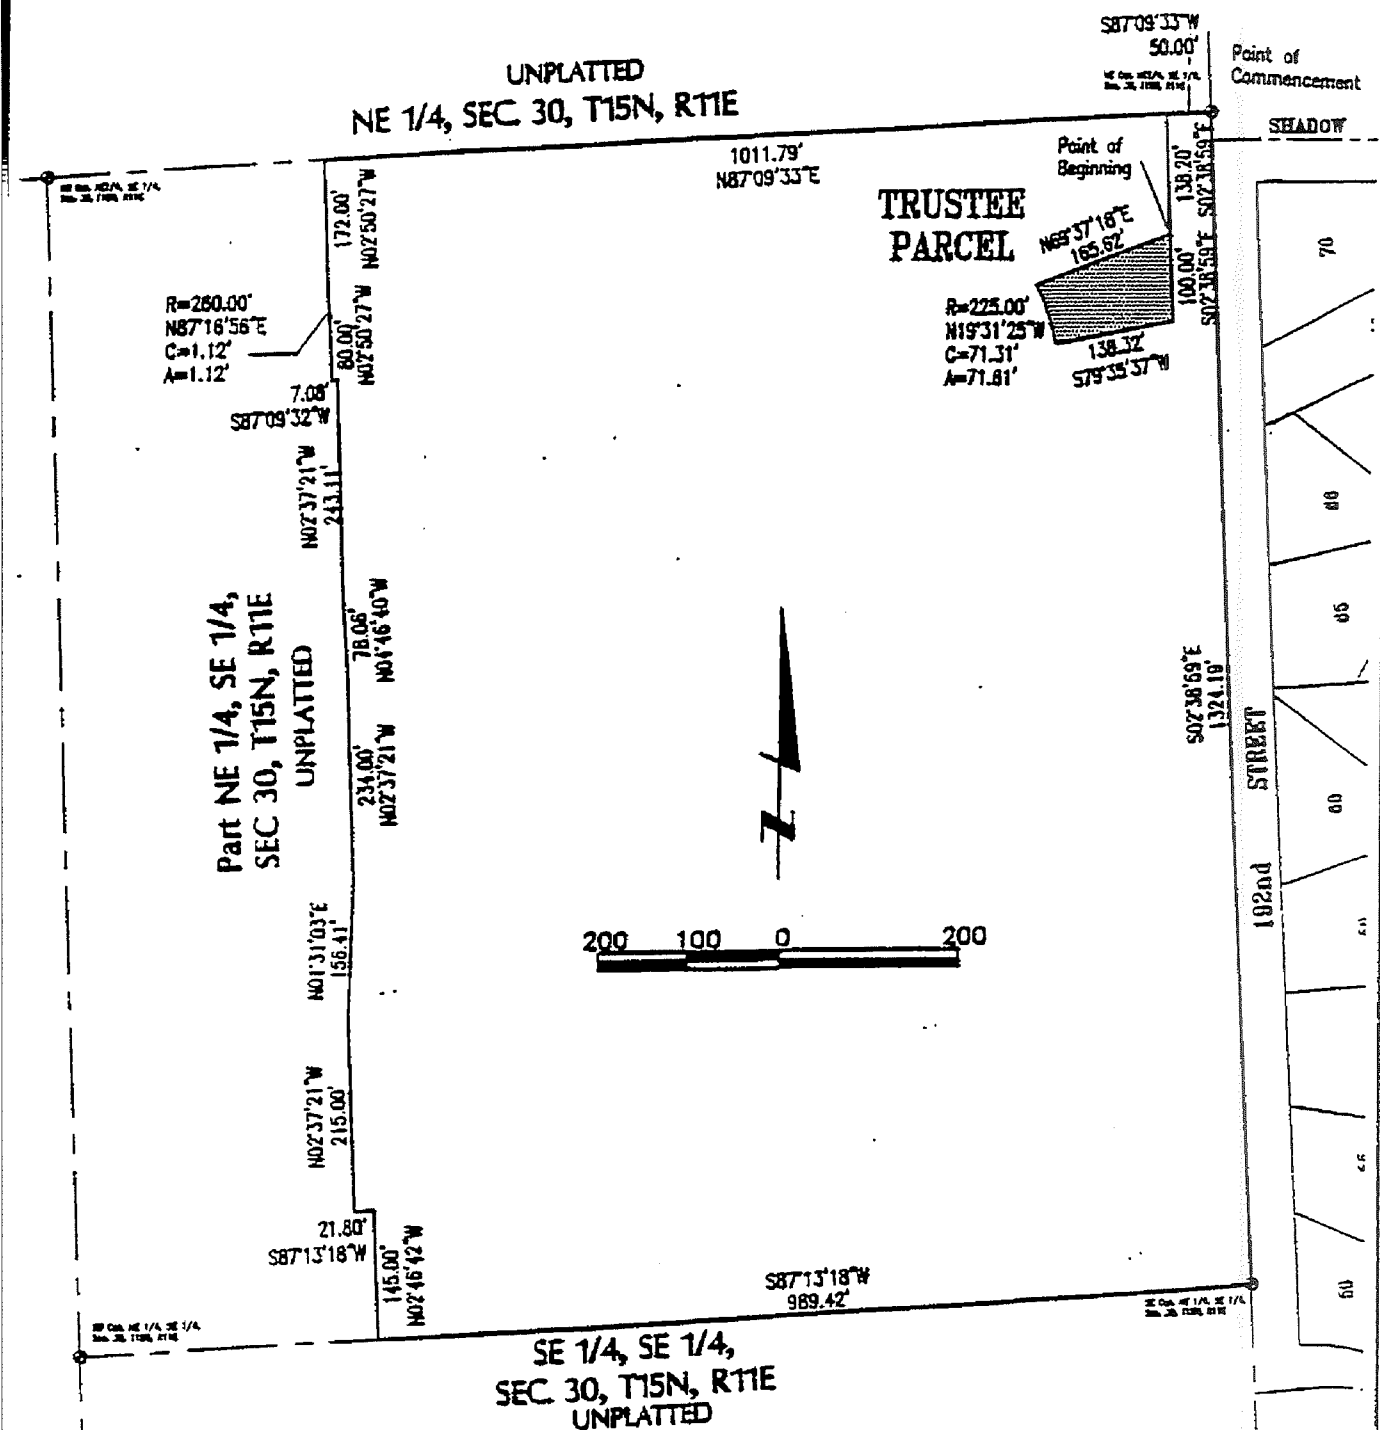 S87°09'33"W
50.00'
Point of
Commencement
UNPLATTED
NE 1/4, SEC. 30, T15N, R11E
SHADOW
1011.79'
N87°09'33"E
Point of
Beginning
138.20'
S02°38'59"E
TRUSTEE
PARCEL
N69°37'18"E
165.62'
100.00'
S02°38'59"E
172.00'
N02°50'27"W
R=260.00'
N87°16'56"E
C=1.12'
A=1.12'
80.00'
N02°50'27"W
R=225.00'
N19°31'25"W
C=71.31'
A=71.61'
138.32'
S79°35'37"W
7.08'
S87°09'32"W
N02°37'21"W
243.11'
70
66
65
60
50
Part NE 1/4, SE 1/4,
SEC 30, T15N, R11E
UNPLATTED
78.06'
N04°46'40"W
234.00'
N02°37'21"W
S02°38'59"E
1324.19'
192nd STREET
N
200 100 0 200
N01°31'03"E
156.41'
N02°37'21"W
215.00'
21.80'
S87°13'18"W
145.00'
N02°46'42"W
S87°13'18"W
989.42'
SE 1/4, SE 1/4,
SEC. 30, T15N, R11E
UNPLATTED